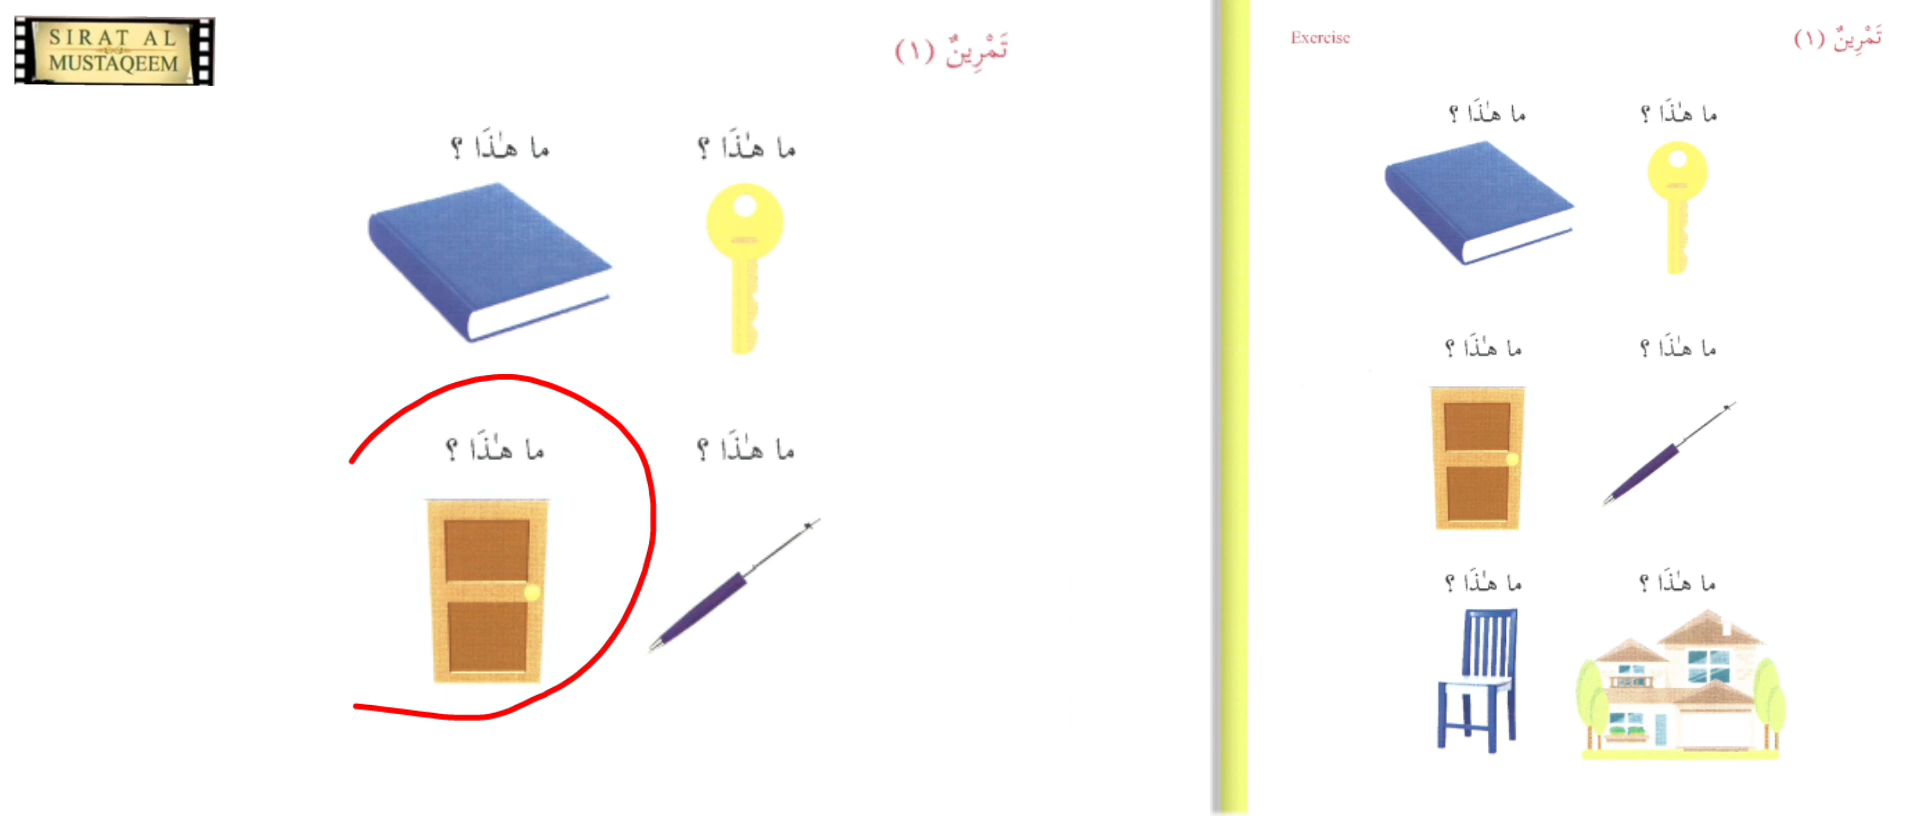 SIRAT AL
MUSTAQEEM
تَمْرِينٌ (١)
ما هٰذَا ؟
ما هٰذَا ؟
ما هٰذَا ؟
ما هٰذَا ؟
Exercise
تَمْرِينٌ (١)
ما هٰذَا ؟
ما هٰذَا ؟
ما هٰذَا ؟
ما هٰذَا ؟
ما هٰذَا ؟
ما هٰذَا ؟